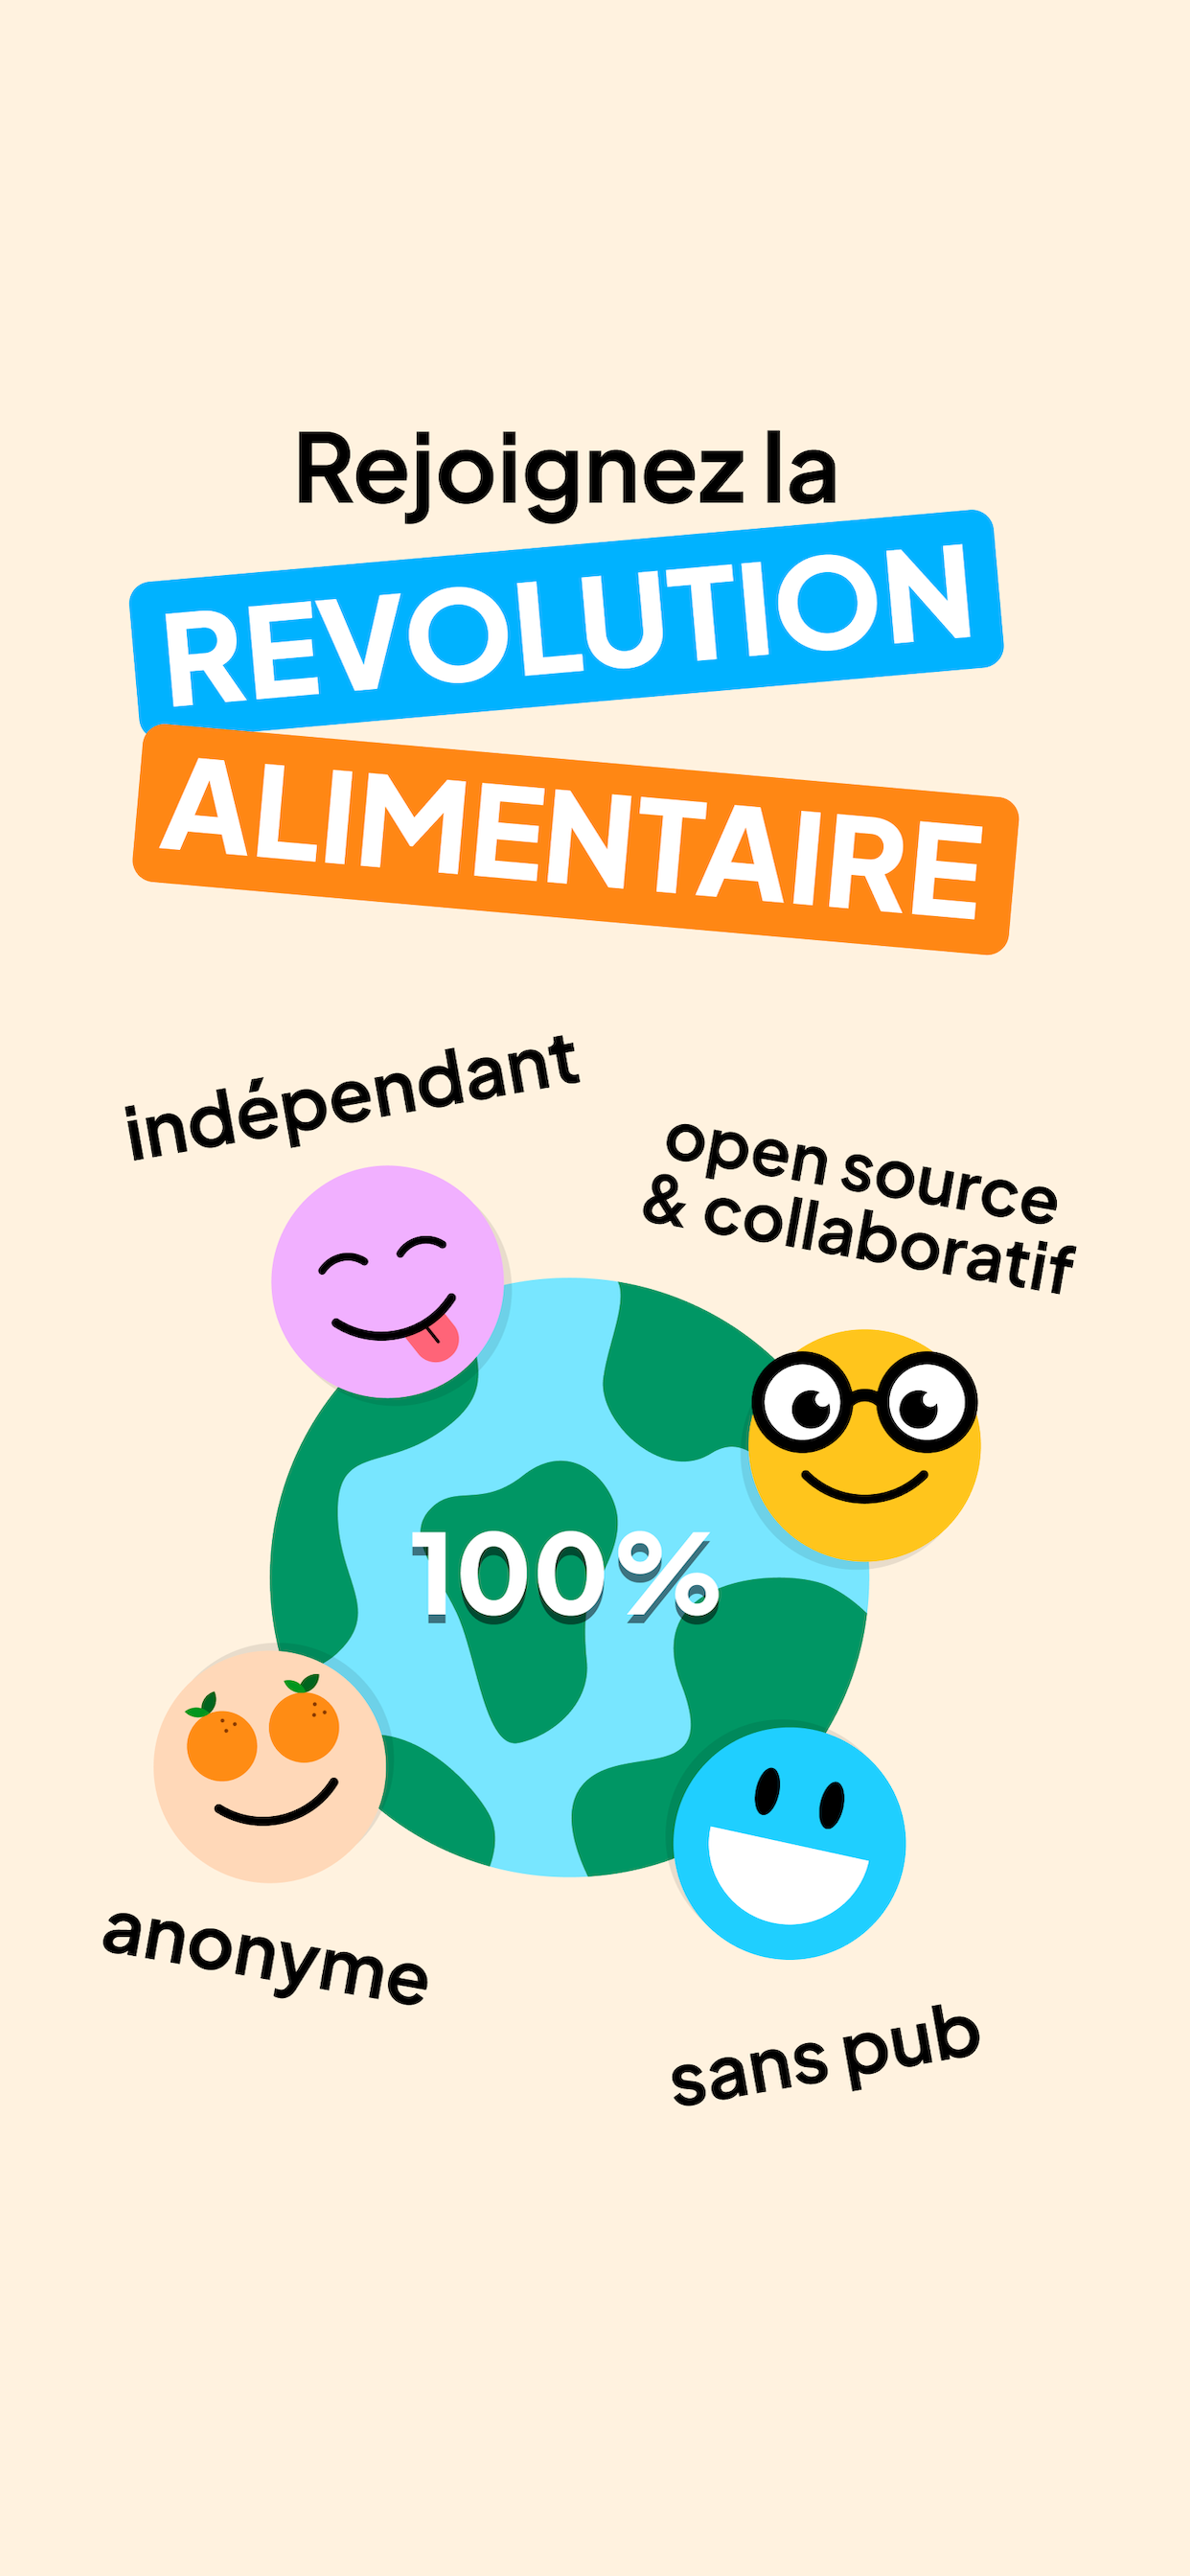 Rejoignez la
REVOLUTION
ALIMENTAIRE
indépendant
open source
& collaboratif
100%
anonyme
sans pub